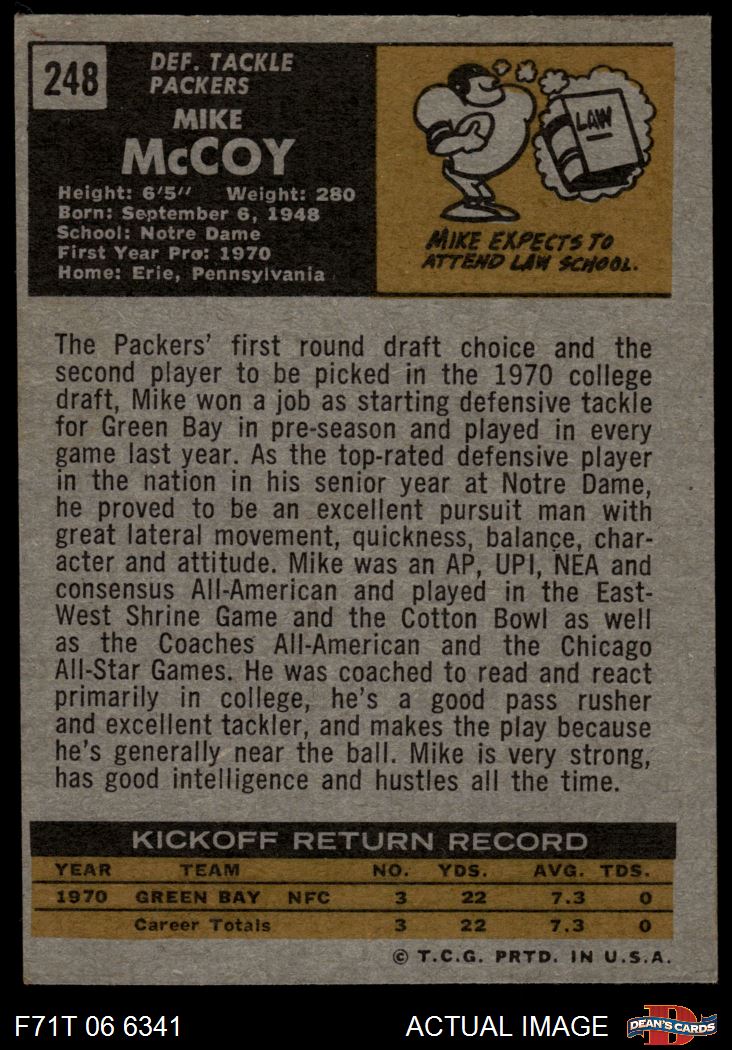 248
DEF. TACKLE
PACKERS
MIKE
McCOY
Height: 6'5" Weight: 280
Born: September 6, 1948
School: Notre Dame
First Year Pro: 1970
Home: Erie, Pennsylvania
LAW
MIKE EXPECTS TO
ATTEND LAW SCHOOL.
The Packers' first round draft choice and the
second player to be picked in the 1970 college
draft, Mike won a job as starting defensive tackle
for Green Bay in pre-season and played in every
game last year. As the top-rated defensive player
in the nation in his senior year at Notre Dame,
he proved to be an excellent pursuit man with
great lateral movement, quickness, balance, char-
acter and attitude. Mike was an AP, UPI, NEA and
consensus All-American and played in the East-
West Shrine Game and the Cotton Bowl as well
as the Coaches All-American and the Chicago
All-Star Games. He was coached to read and react
primarily in college, he's a good pass rusher
and excellent tackler, and makes the play because
he's generally near the ball. Mike is very strong,
has good intelligence and hustles all the time.
KICKOFF RETURN RECORD
YEAR TEAM NO. YDS. AVG. TDS.
1970 GREEN BAY NFC 3 22 7.3 0
Career Totals 3 22 7.3 0
© T.C.G. PRTD. IN U.S.A.
F71T 06 6341 ACTUAL IMAGE
D
DEAN'S CARDS